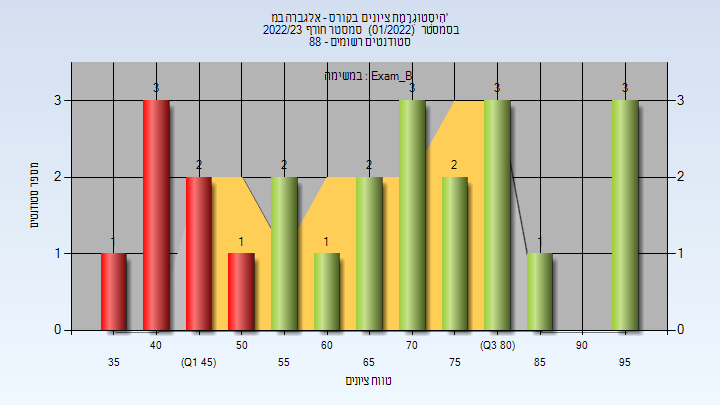 היסטוגרמת ציונים בקורס - אלגברה במ'
בסמסטר (01/2022) סמסטר חורף 2022/23
סטודנטים רשומים - 88
במשימה : Exam_B
מספר סטודנטים
3 3
2 2
1 1
0 0
1 3 2 1 2 1 2 3 2 3 1 3
40 50 60 70 (Q3 80) 90
35 (Q1 45) 55 65 75 85 95
טווח ציונים